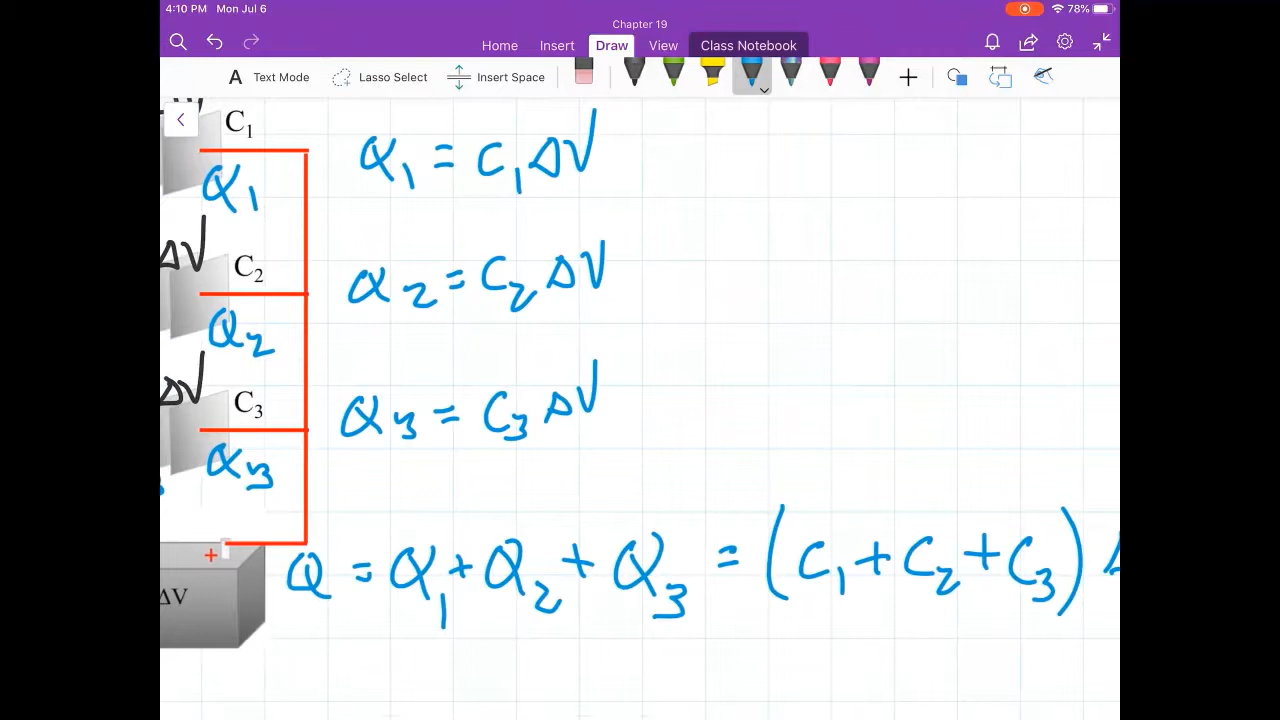 4:10 PM Mon Jul 6
78%
Chapter 19
Home Insert Draw View Class Notebook
A Text Mode Lasso Select Insert Space
C₁
Q₁
Q₁ = C₁ΔV
ΔV
C₂
Q₂
Q₂ = C₂ΔV
ΔV
C₃
Q₃
Q₃ = C₃ΔV
+
ΔV
Q = Q₁ + Q₂ + Q₃ = (C₁ + C₂ + C₃)